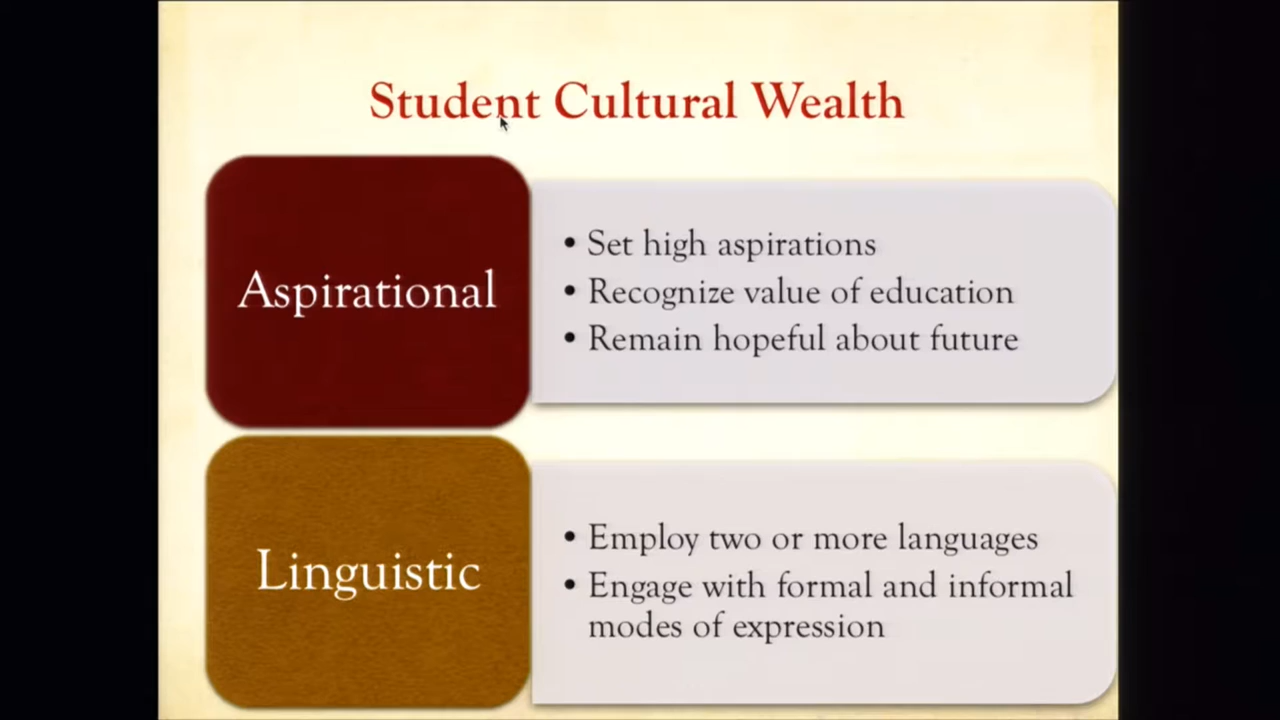 Student Cultural Wealth
Aspirational
• Set high aspirations
• Recognize value of education
• Remain hopeful about future
Linguistic
• Employ two or more languages
• Engage with formal and informal
modes of expression